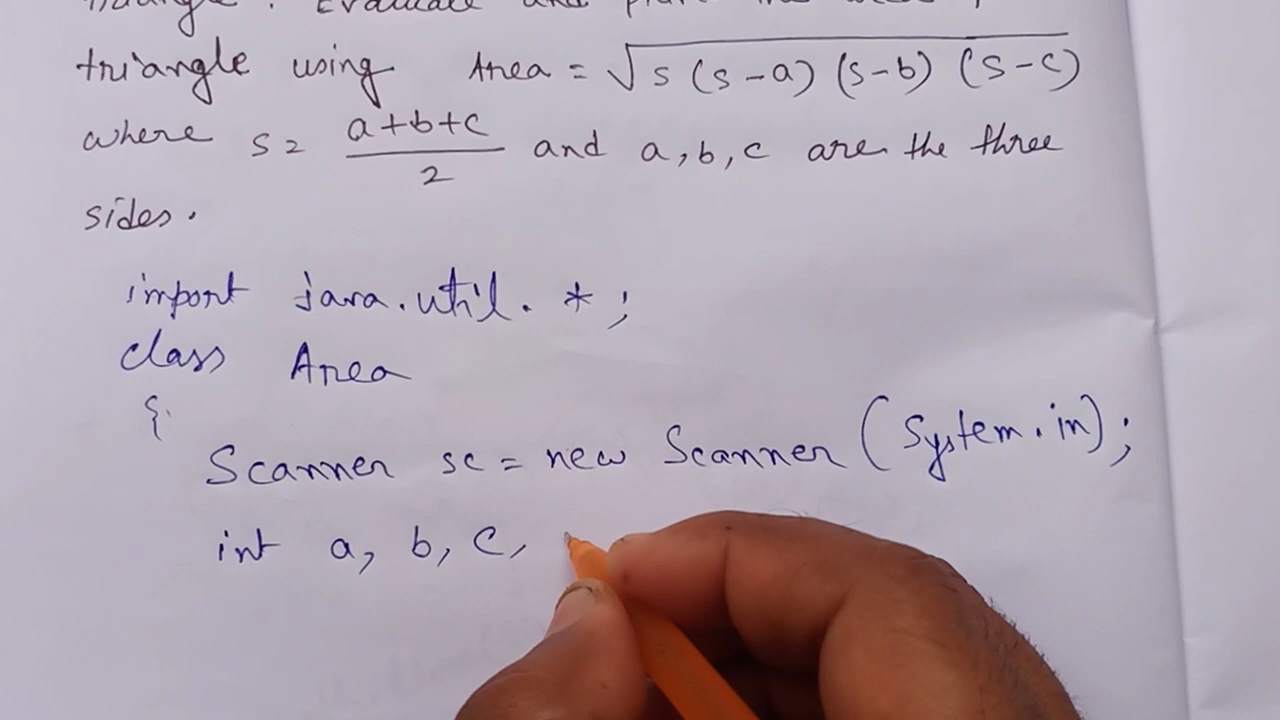 triangle using Area = √s (s-a) (s-b) (s-c)
where s = a+b+c / 2 and a, b, c are the three
sides.
import java.util.*;
class Area
{
Scanner sc = new Scanner (System.in);
int a, b, c,